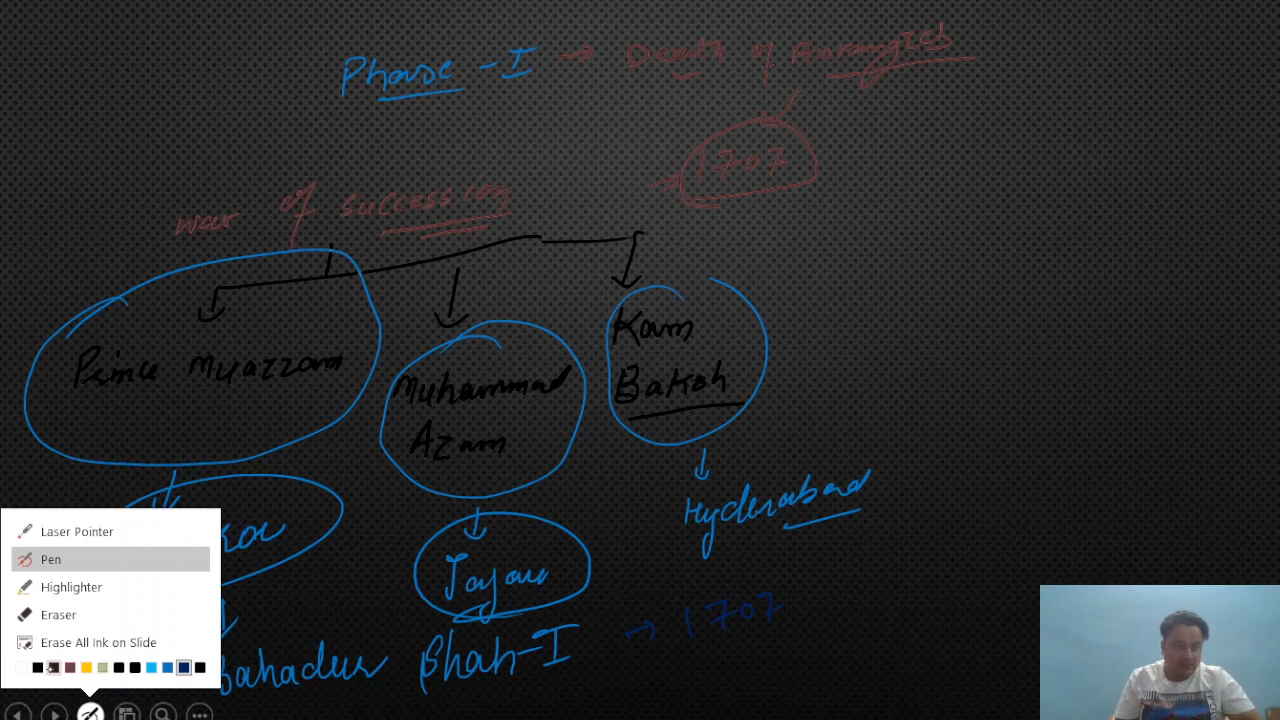 Phase - I → Death of Aurangzeb
→ 1707
war of succession
Prince Muazzam
Muhammad
Azam
Kam
Baksh
Hyderabad
Jajau
Bahadur Shah-I → 1707
Laser Pointer
Pen
Highlighter
Eraser
Erase All Ink on Slide